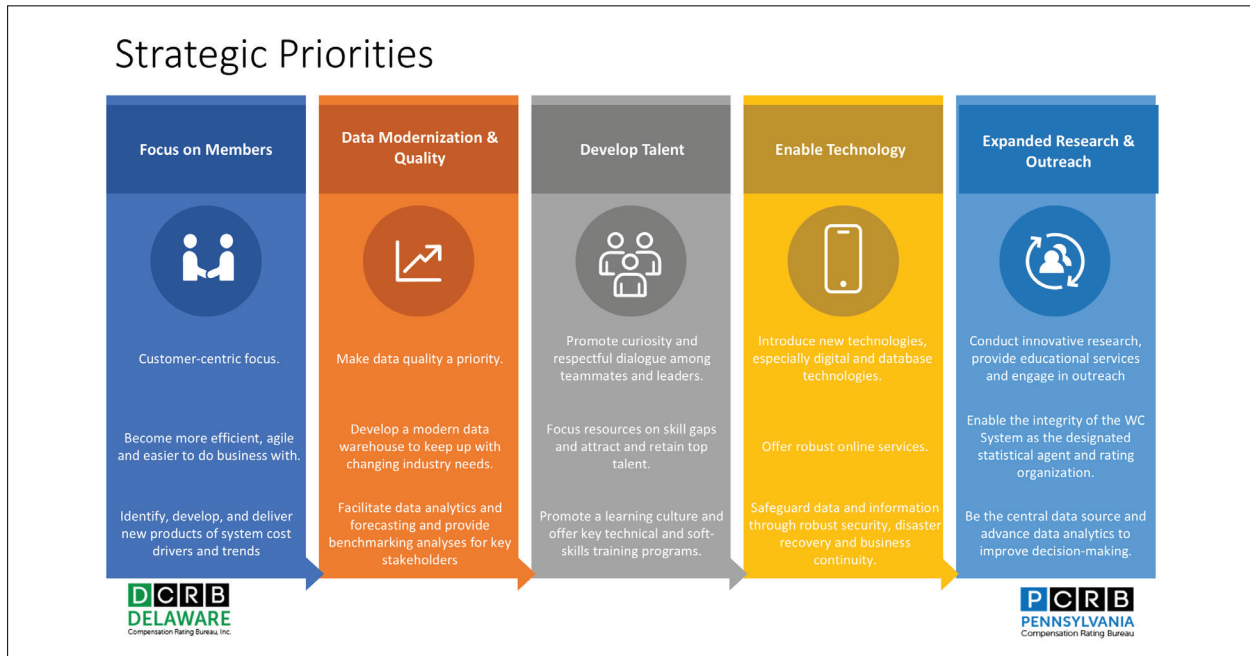 Strategic Priorities
Focus on Members
Customer-centric focus.
Become more efficient, agile
and easier to do business with.
Identify, develop, and deliver
new products of system cost
drivers and trends
Data Modernization &
Quality
Make data quality a priority.
Develop a modern data
warehouse to keep up with
changing industry needs.
Facilitate data analytics and
forecasting and provide
benchmarking analyses for key
stakeholders
Develop Talent
Promote curiosity and
respectful dialogue among
teammates and leaders.
Focus resources on skill gaps
and attract and retain top
talent.
Promote a learning culture and
offer key technical and soft-
skills training programs.
Enable Technology
Introduce new technologies,
especially digital and database
technologies.
Offer robust online services.
Safeguard data and information
through robust security, disaster
recovery and business
continuity.
Expanded Research &
Outreach
Conduct innovative research,
provide educational services
and engage in outreach
Enable the integrity of the WC
System as the designated
statistical agent and rating
organization.
Be the central data source and
advance data analytics to
improve decision-making.
DCRB
DELAWARE
Compensation Rating Bureau, Inc.
PCRB
PENNSYLVANIA
Compensation Rating Bureau